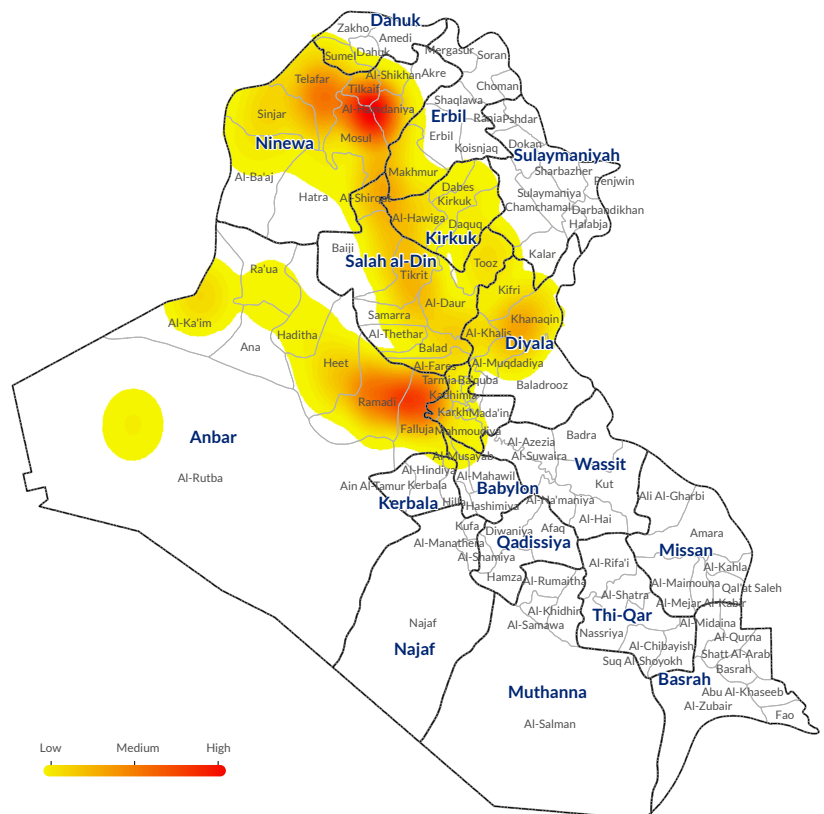 Dahuk
Zakho
Amedi
Sumel
Dahuk
Mergasur
Soran
Telafar
Al-Shikhan
Akre
Tilkaif
Choman
Shaqlawa
Sinjar
Erbil
Rania
Pshdar
Ninewa
Mosul
Erbil
Dokan
Koisnjaq
Sulaymaniyah
Al-Ba'aj
Makhmur
Sharbazher
Penjwin
Dabes
Hatra
Al-Shirqat
Kirkuk
Sulaymaniya
Chamchamal
Darbandikhan
Al-Hawiga
Daquq
Halabja
Kirkuk
Baiji
Salah al-Din
Kalar
Ra'ua
Tikrit
Tooz
Kifri
Al-Daur
Al-Ka'im
Samarra
Khanaqin
Haditha
Al-Thethar
Al-Khalis
Diyala
Ana
Balad
Heet
Al-Fares
Al-Muqdadiya
Tarmia
Ba'quba
Baladrooz
Kadhimia
Ramadi
Karkh
Mada'in
Falluja
Mahmoudiya
Anbar
Al-Azezia
Badra
Al-Musayab
Al-Suwaira
Al-Rutba
Al-Hindiya
Al-Mahawil
Wassit
Ain Al-Tamur
Kerbala
Babylon
Kut
Kerbala
Hilla
Hashimiya
Al-Na'maniya
Ali Al-Gharbi
Al-Hai
Kufa
Diwaniya
Afaq
Amara
Al-Manathera
Qadissiya
Missan
Al-Shamiya
Al-Rifa'i
Al-Kahla
Hamza
Al-Rumaitha
Al-Maimouna
Qal'at Saleh
Al-Shatra
Al-Mejar Al-Kabir
Al-Khidhir
Thi-Qar
Najaf
Al-Samawa
Al-Midaina
Nassriya
Al-Qurna
Najaf
Al-Chibayish
Shatt Al-Arab
Suq Al-Shoyokh
Basrah
Basrah
Muthanna
Abu Al-Khaseeb
Al-Zubair
Fao
Al-Salman
Low
Medium
High